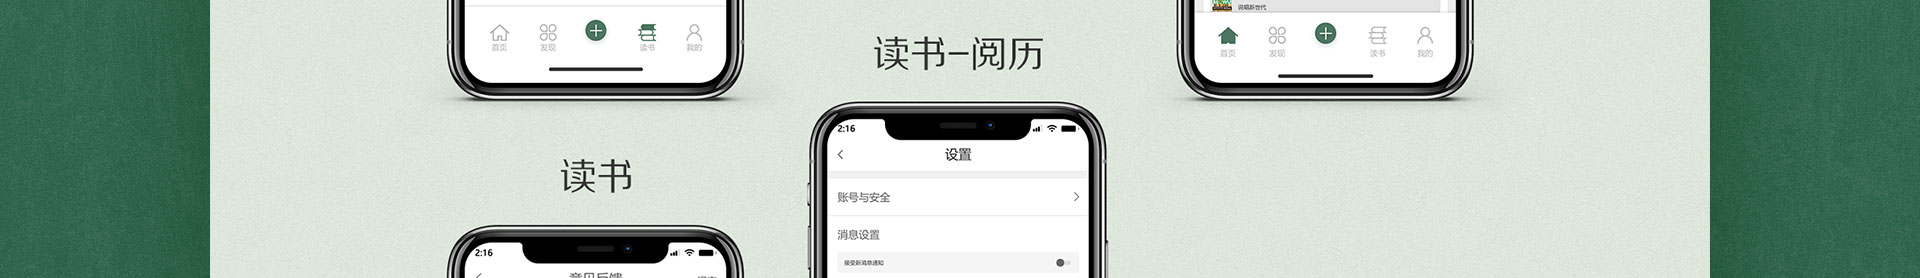 说唱新世代
首页 发现 读书 我的
首页 发现 读书 我的
读书-阅历
读书
2:16
设置
账号与安全
消息设置
接受新消息通知
2:16
意见反馈